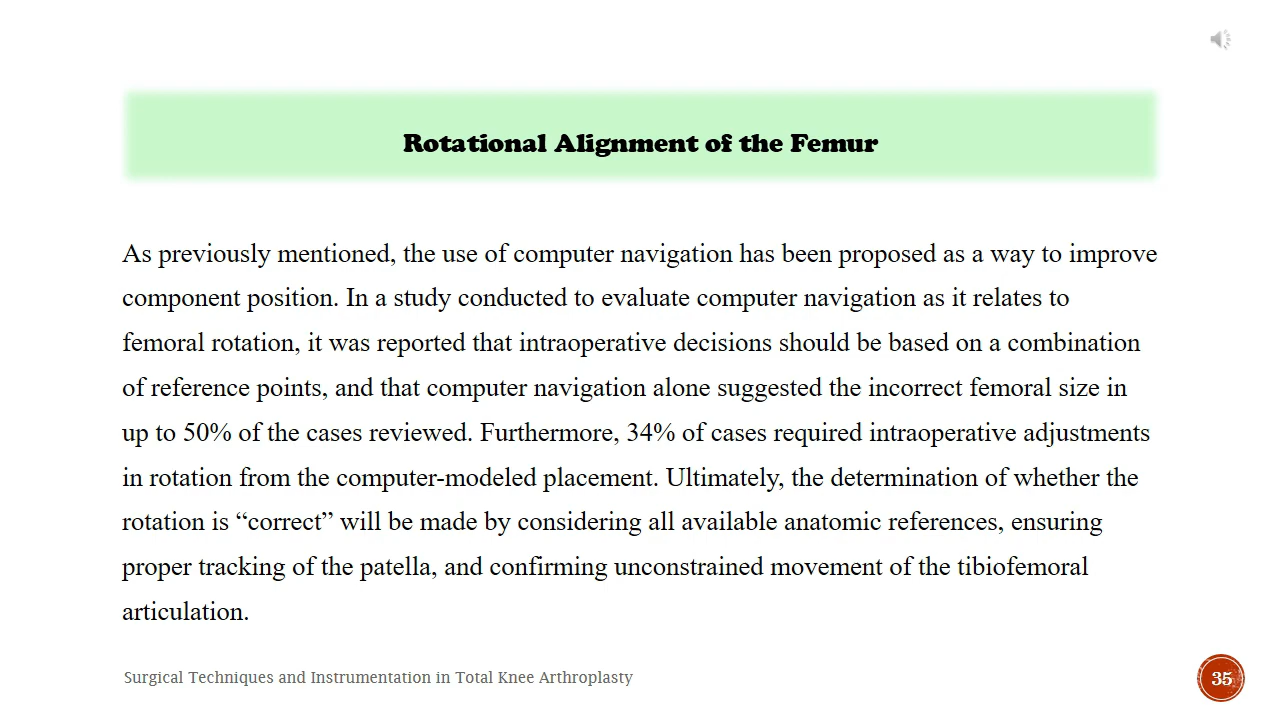 Rotational Alignment of the Femur
As previously mentioned, the use of computer navigation has been proposed as a way to improve
component position. In a study conducted to evaluate computer navigation as it relates to
femoral rotation, it was reported that intraoperative decisions should be based on a combination
of reference points, and that computer navigation alone suggested the incorrect femoral size in
up to 50% of the cases reviewed. Furthermore, 34% of cases required intraoperative adjustments
in rotation from the computer-modeled placement. Ultimately, the determination of whether the
rotation is “correct” will be made by considering all available anatomic references, ensuring
proper tracking of the patella, and confirming unconstrained movement of the tibiofemoral
articulation.
Surgical Techniques and Instrumentation in Total Knee Arthroplasty
35